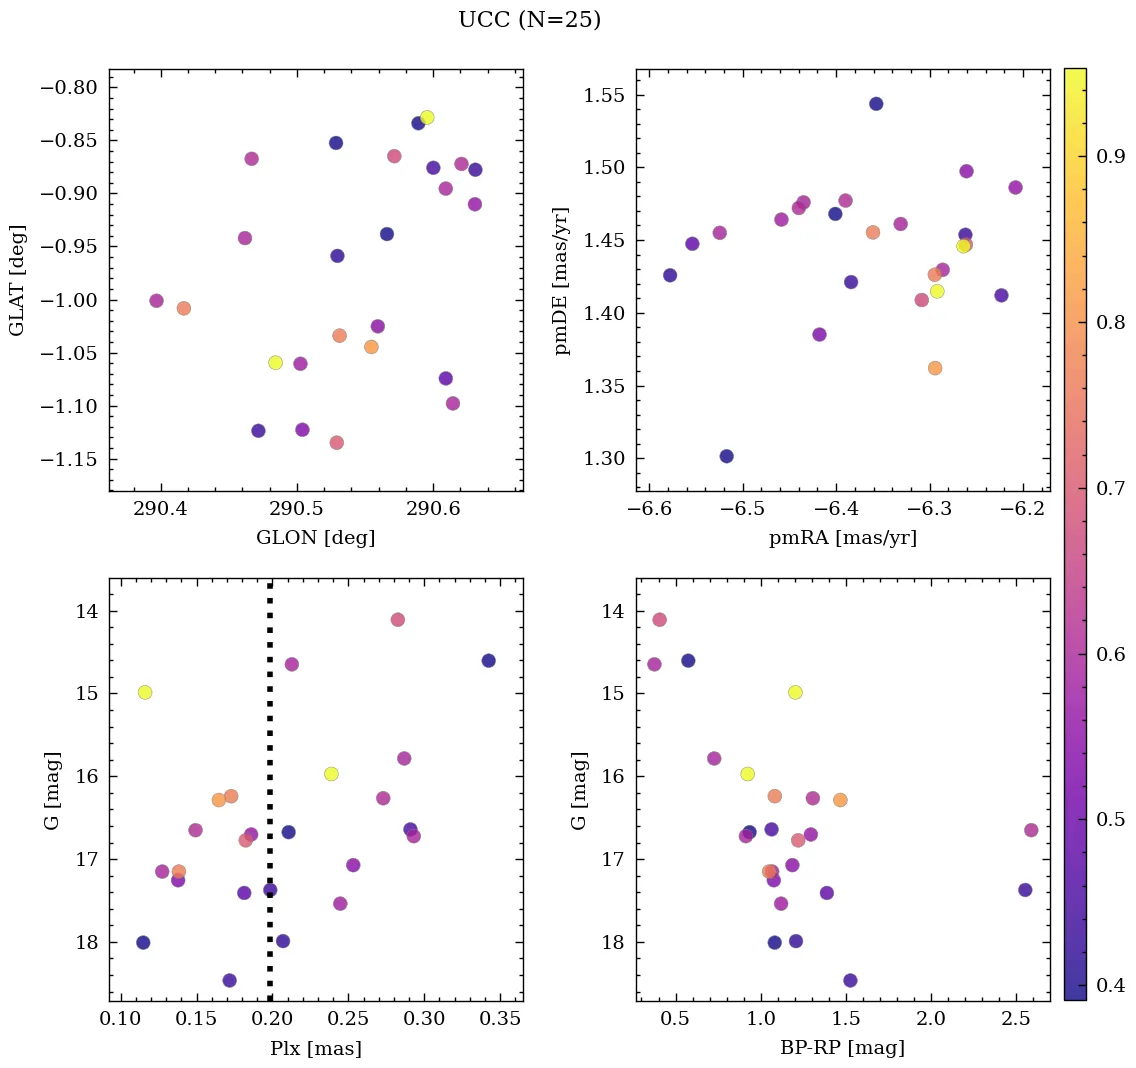 UCC (N=25)
−0.80
−0.85
−0.90
−0.95
−1.00
−1.05
−1.10
−1.15
GLAT [deg]
290.4 290.5 290.6
GLON [deg]
1.55
1.50
1.45
1.40
1.35
1.30
pmDE [mas/yr]
−6.6 −6.5 −6.4 −6.3 −6.2
pmRA [mas/yr]
14
15
16
17
18
G [mag]
0.10 0.15 0.20 0.25 0.30 0.35
Plx [mas]
14
15
16
17
18
G [mag]
0.5 1.0 1.5 2.0 2.5
BP-RP [mag]
0.9
0.8
0.7
0.6
0.5
0.4